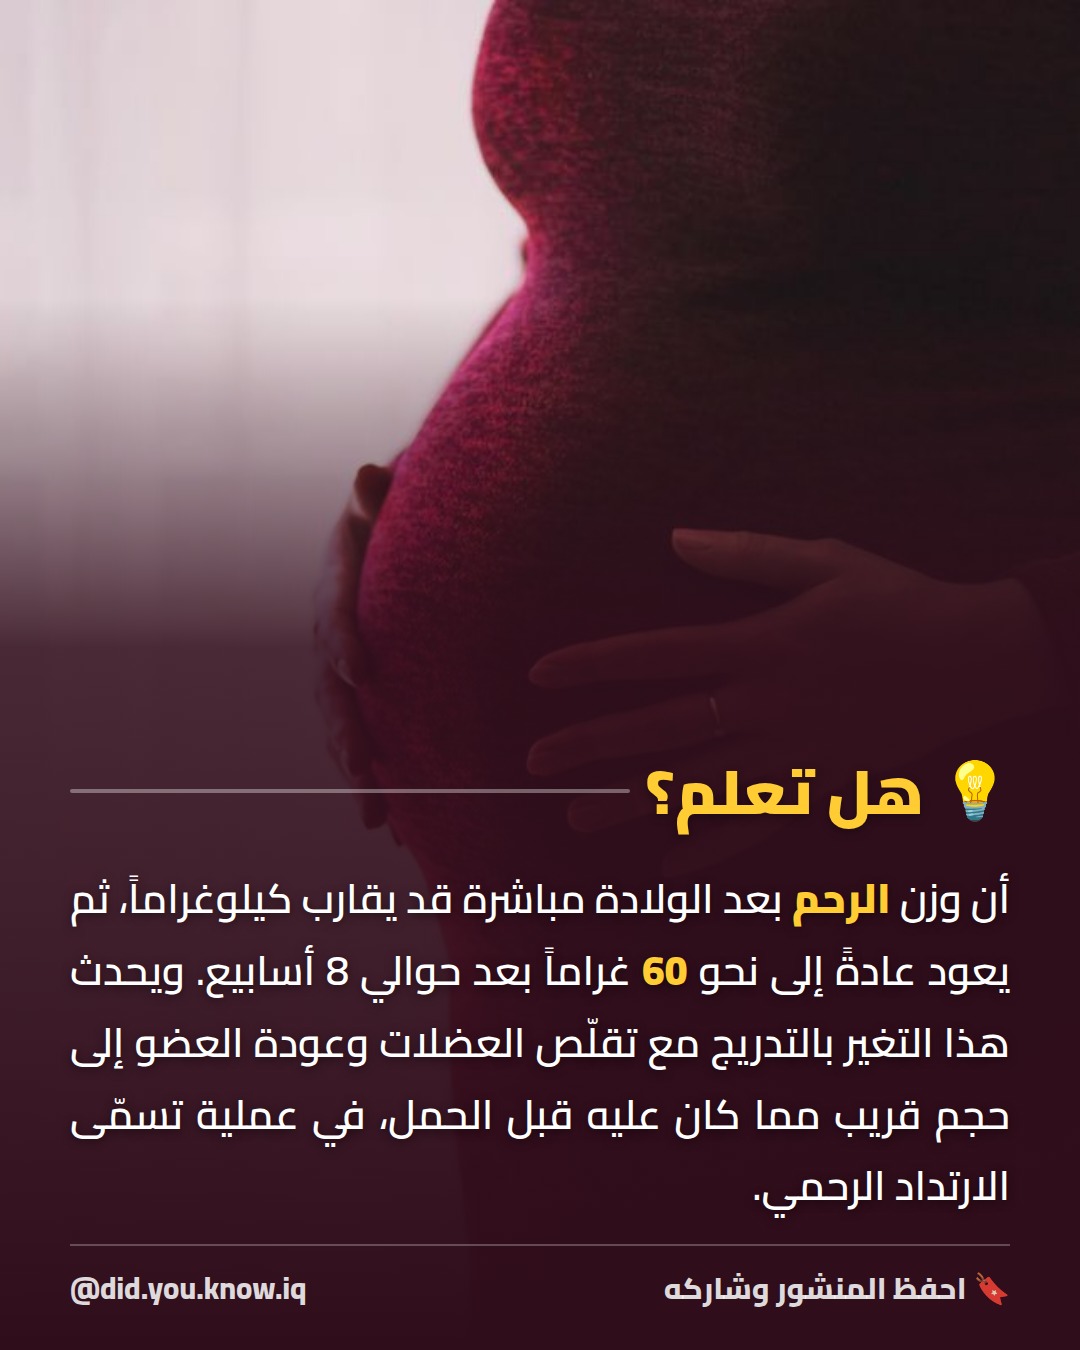 هل تعلم؟
أن وزن الرحم بعد الولادة مباشرة قد يقارب كيلوغراماً، ثم
يعود عادةً إلى نحو 60 غراماً بعد حوالي 8 أسابيع. ويحدث
هذا التغير بالتدريج مع تقلّص العضلات وعودة العضو إلى
حجم قريب مما كان عليه قبل الحمل، في عملية تسمّى
الارتداد الرحمي.
احفظ المنشور وشاركه
@did.you.know.iq